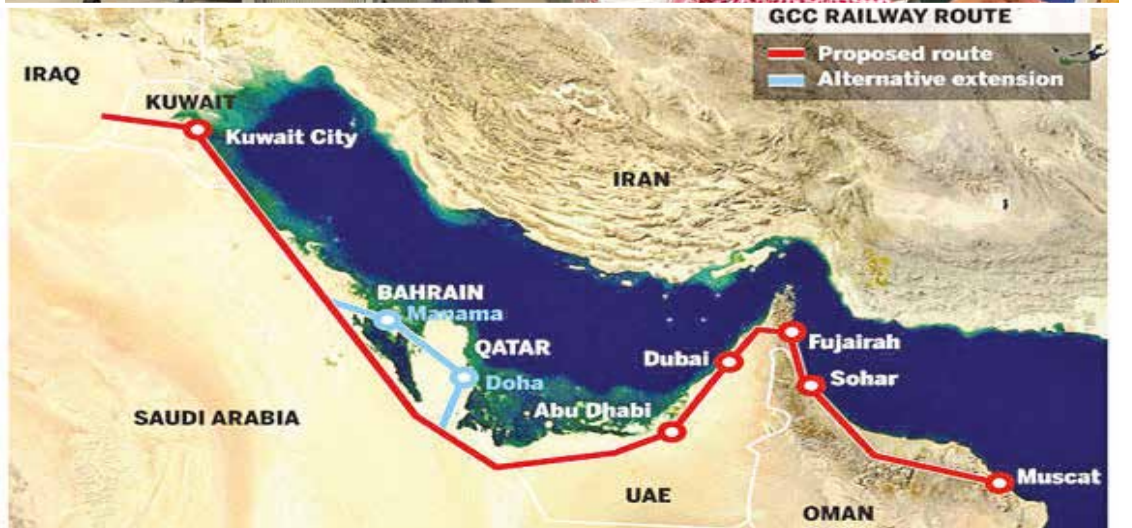 GCC RAILWAY ROUTE
Proposed route
Alternative extension
IRAQ
KUWAIT
Kuwait City
IRAN
BAHRAIN
Manama
QATAR
Doha
Dubai
Fujairah
Sohar
Abu Dhabi
SAUDI ARABIA
Muscat
UAE
OMAN